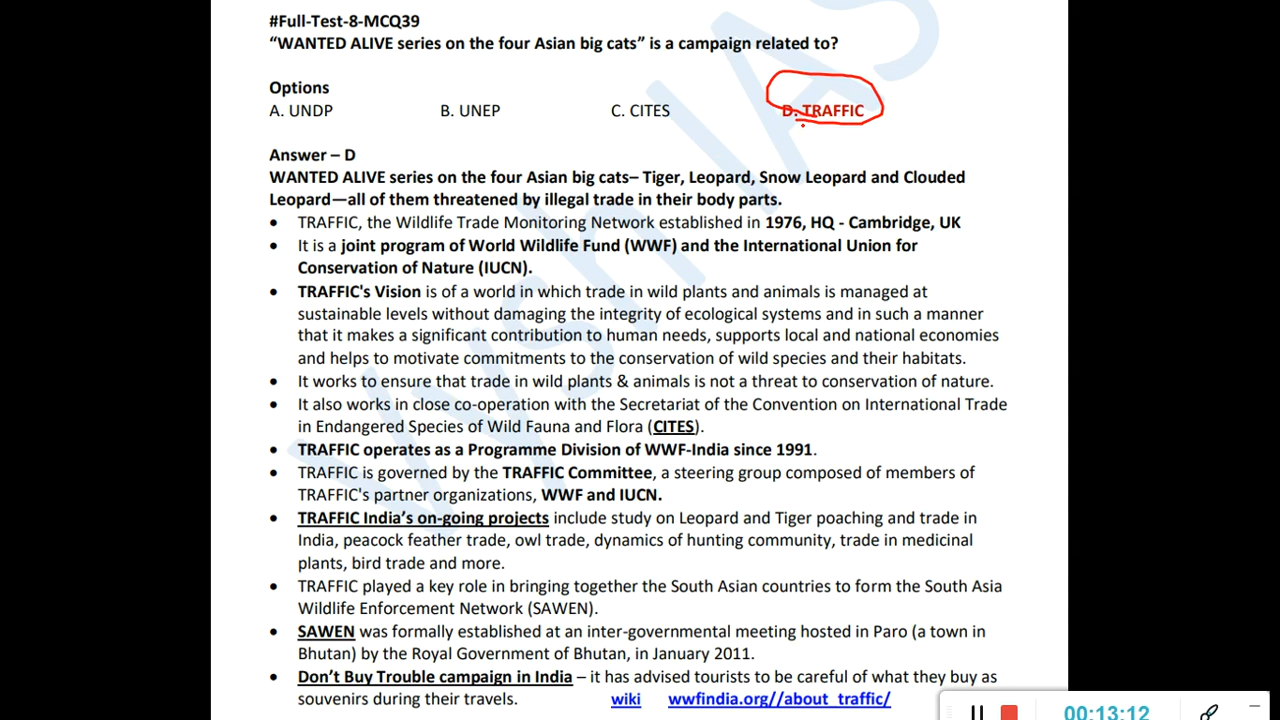 #Full-Test-8-MCQ39
“WANTED ALIVE series on the four Asian big cats” is a campaign related to?
Options
A. UNDP B. UNEP C. CITES D. TRAFFIC
Answer – D
WANTED ALIVE series on the four Asian big cats– Tiger, Leopard, Snow Leopard and Clouded
Leopard—all of them threatened by illegal trade in their body parts.
• TRAFFIC, the Wildlife Trade Monitoring Network established in 1976, HQ - Cambridge, UK
• It is a joint program of World Wildlife Fund (WWF) and the International Union for
Conservation of Nature (IUCN).
• TRAFFIC's Vision is of a world in which trade in wild plants and animals is managed at
sustainable levels without damaging the integrity of ecological systems and in such a manner
that it makes a significant contribution to human needs, supports local and national economies
and helps to motivate commitments to the conservation of wild species and their habitats.
• It works to ensure that trade in wild plants & animals is not a threat to conservation of nature.
• It also works in close co-operation with the Secretariat of the Convention on International Trade
in Endangered Species of Wild Fauna and Flora (CITES).
• TRAFFIC operates as a Programme Division of WWF-India since 1991.
• TRAFFIC is governed by the TRAFFIC Committee, a steering group composed of members of
TRAFFIC's partner organizations, WWF and IUCN.
• TRAFFIC India’s on-going projects include study on Leopard and Tiger poaching and trade in
India, peacock feather trade, owl trade, dynamics of hunting community, trade in medicinal
plants, bird trade and more.
• TRAFFIC played a key role in bringing together the South Asian countries to form the South Asia
Wildlife Enforcement Network (SAWEN).
• SAWEN was formally established at an inter-governmental meeting hosted in Paro (a town in
Bhutan) by the Royal Government of Bhutan, in January 2011.
• Don’t Buy Trouble campaign in India – it has advised tourists to be careful of what they buy as
souvenirs during their travels. wiki wwfindia.org//about_traffic/
00:13:12
Vysh IAS